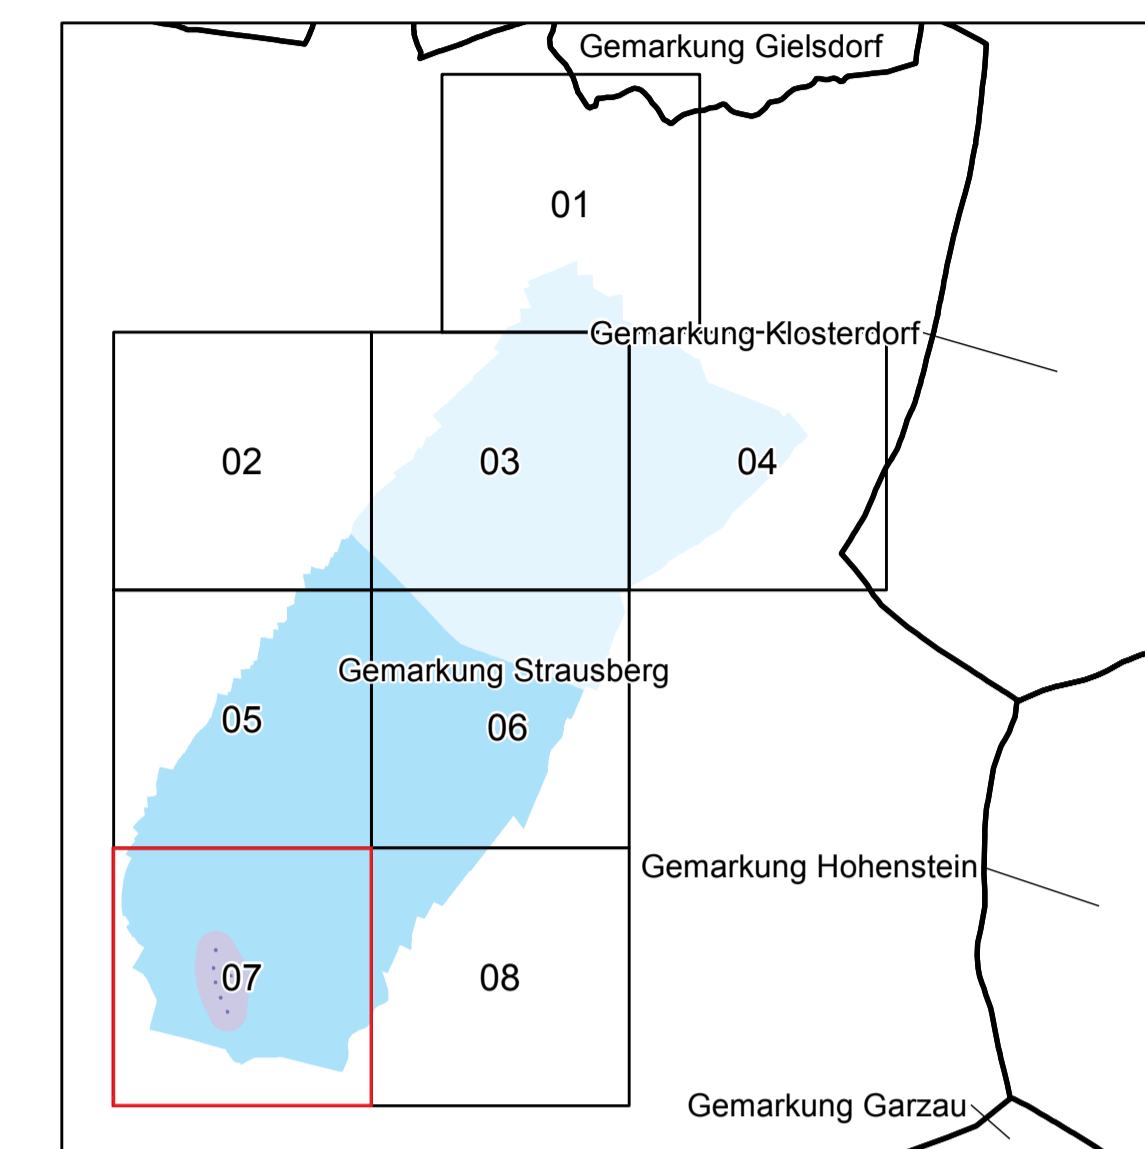 Gemarkung Gielsdorf
01
Gemarkung Klosterdorf
02
03
04
Gemarkung Strausberg
05
06
Gemarkung Hohenstein
07
08
Gemarkung Garzau